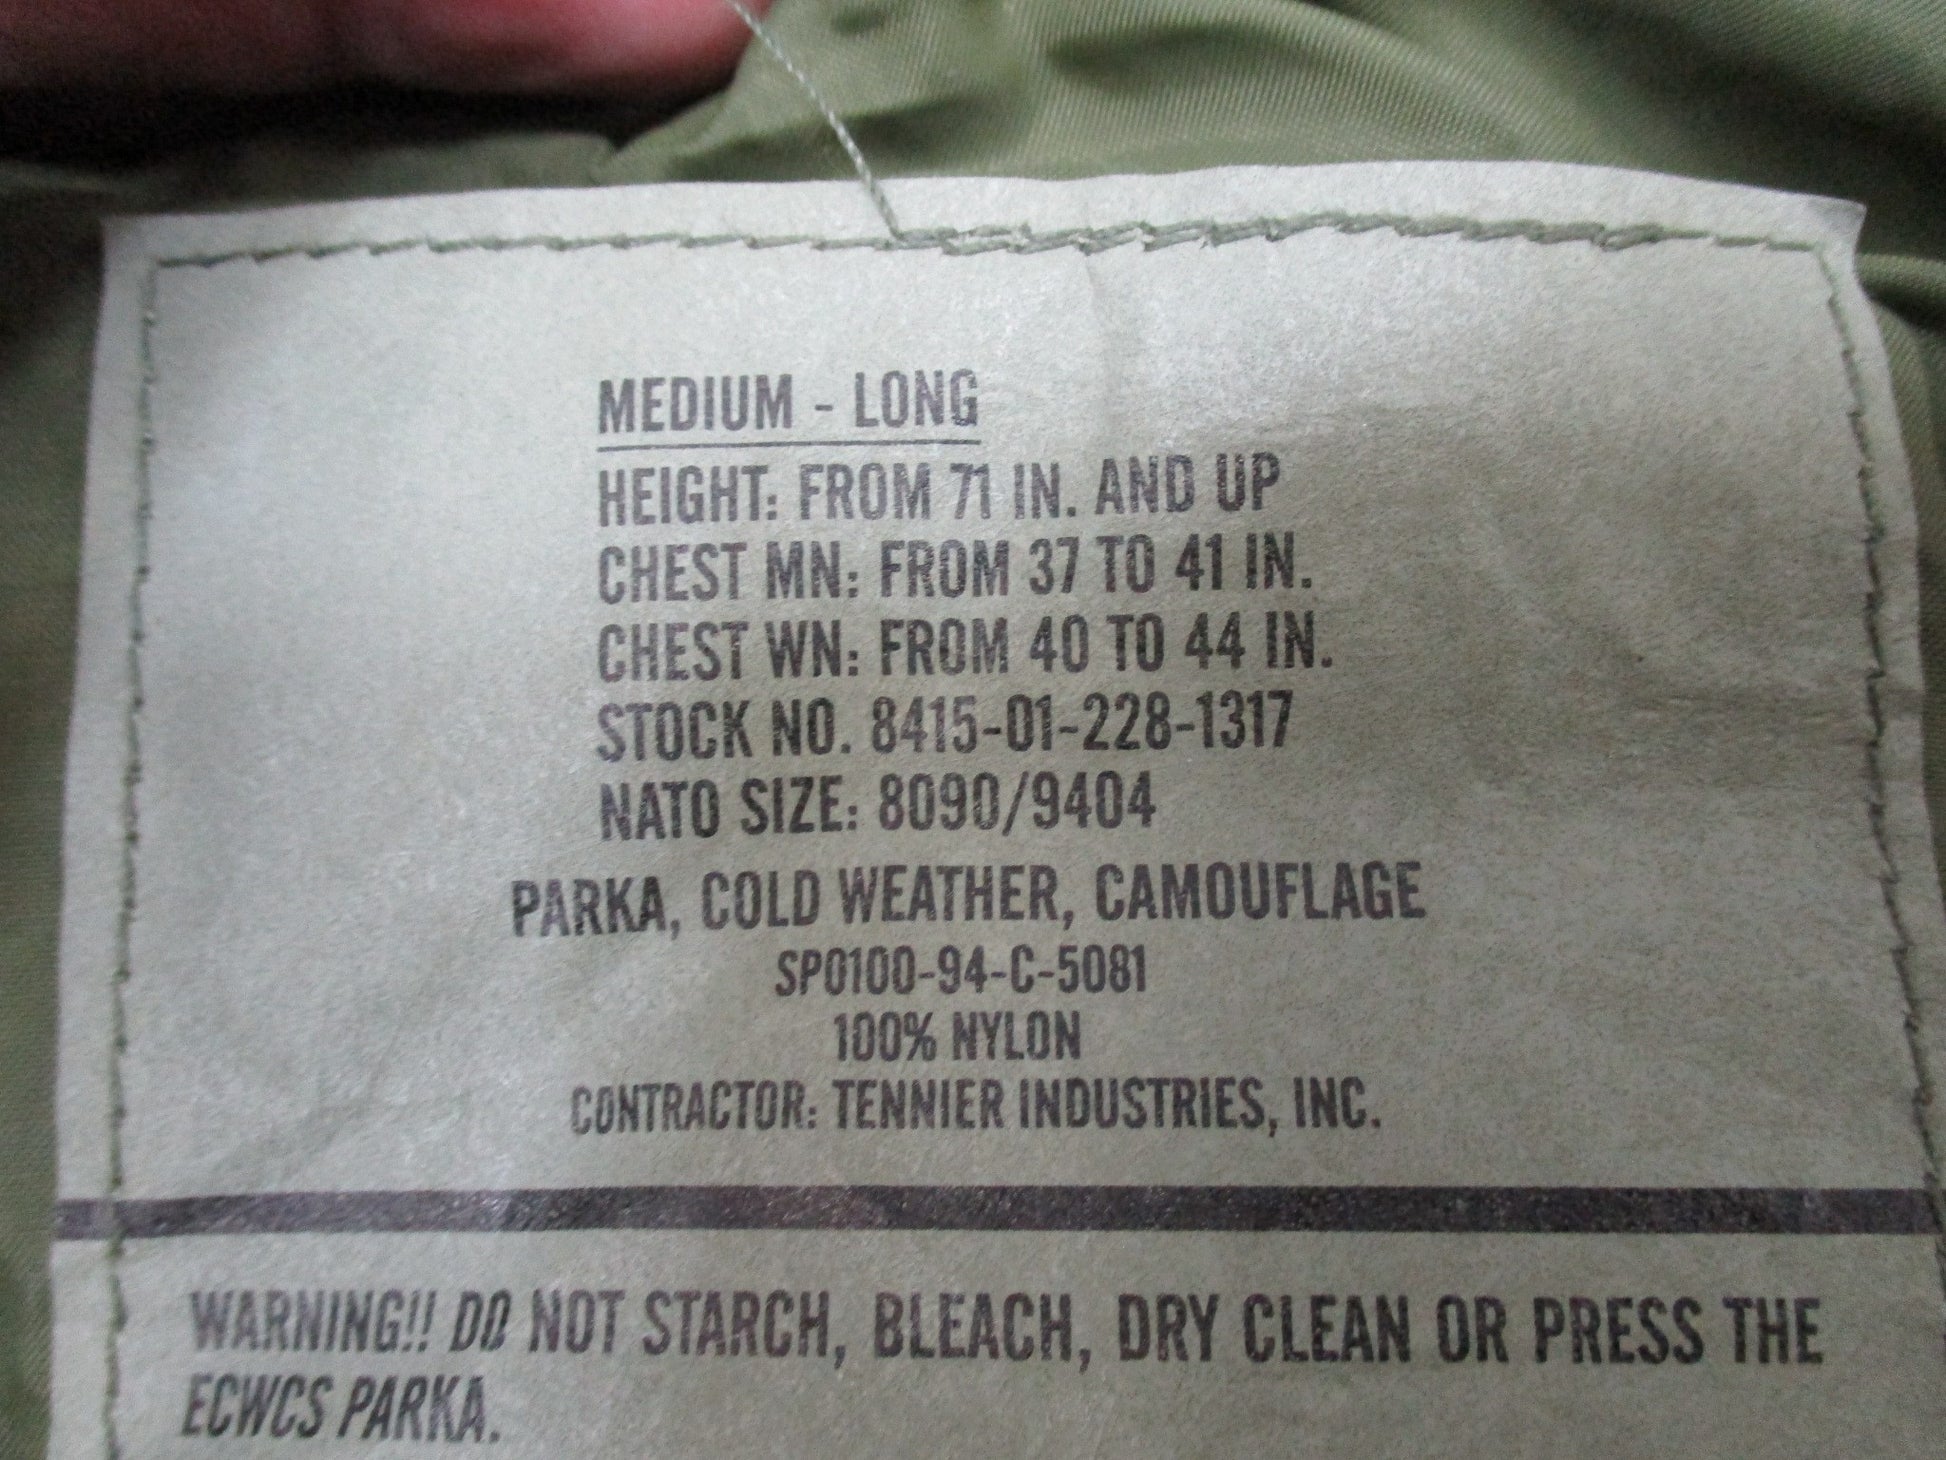 MEDIUM - LONG
HEIGHT: FROM 71 IN. AND UP
CHEST MN: FROM 37 TO 41 IN.
CHEST WN: FROM 40 TO 44 IN.
STOCK NO. 8415-01-228-1317
NATO SIZE: 8090/9404
PARKA, COLD WEATHER, CAMOUFLAGE
SP0100-94-C-5081
100% NYLON
CONTRACTOR: TENNIER INDUSTRIES, INC.
WARNING!! DO NOT STARCH, BLEACH, DRY CLEAN OR PRESS THE
ECWCS PARKA.